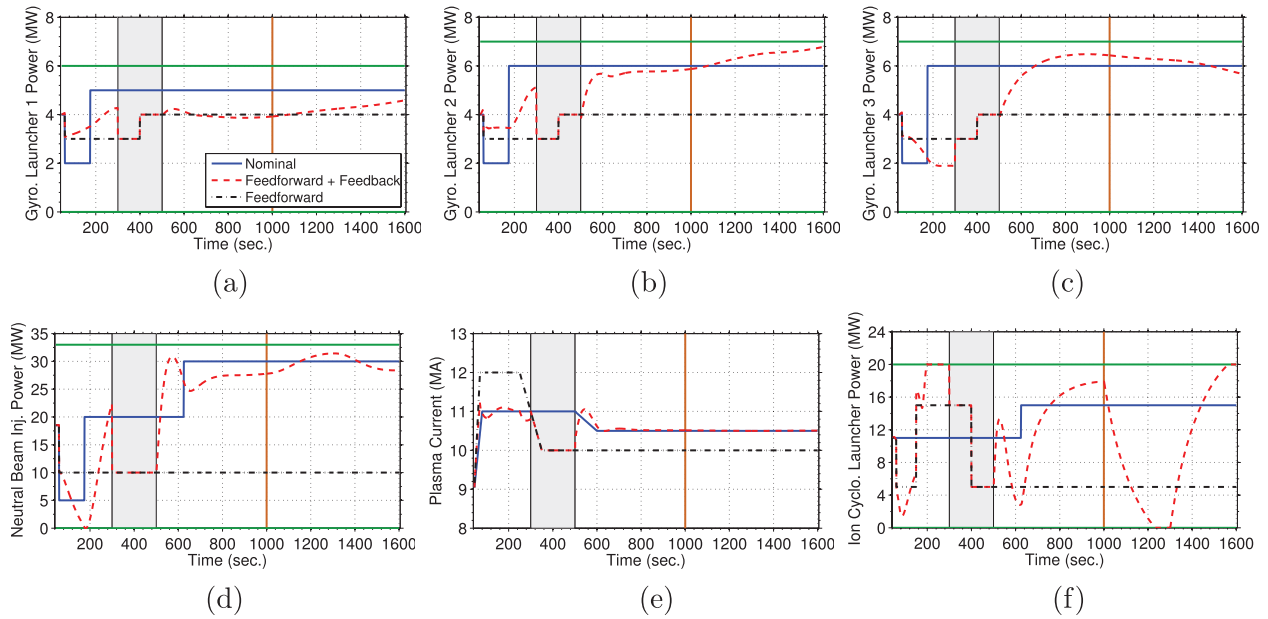 Gyro. Launcher 1 Power (MW)
8
6
4
2
0
200 400 600 800 1000 1200 1400 1600
Time (sec.)
Nominal
Feedforward + Feedback
Feedforward
(a)
Gyro. Launcher 2 Power (MW)
8
6
4
2
0
200 400 600 800 1000 1200 1400 1600
Time (sec.)
(b)
Gyro. Launcher 3 Power (MW)
8
6
4
2
0
200 400 600 800 1000 1200 1400 1600
Time (sec.)
(c)
Neutral Beam Inj. Power (MW)
35
30
25
20
15
10
5
0
200 400 600 800 1000 1200 1400 1600
Time (sec.)
(d)
Plasma Current (MA)
13
12
11
10
9
8
200 400 600 800 1000 1200 1400 1600
Time (sec.)
(e)
Ion Cyclo. Launcher Power (MW)
24
20
16
12
8
4
0
200 400 600 800 1000 1200 1400 1600
Time (sec.)
(f)